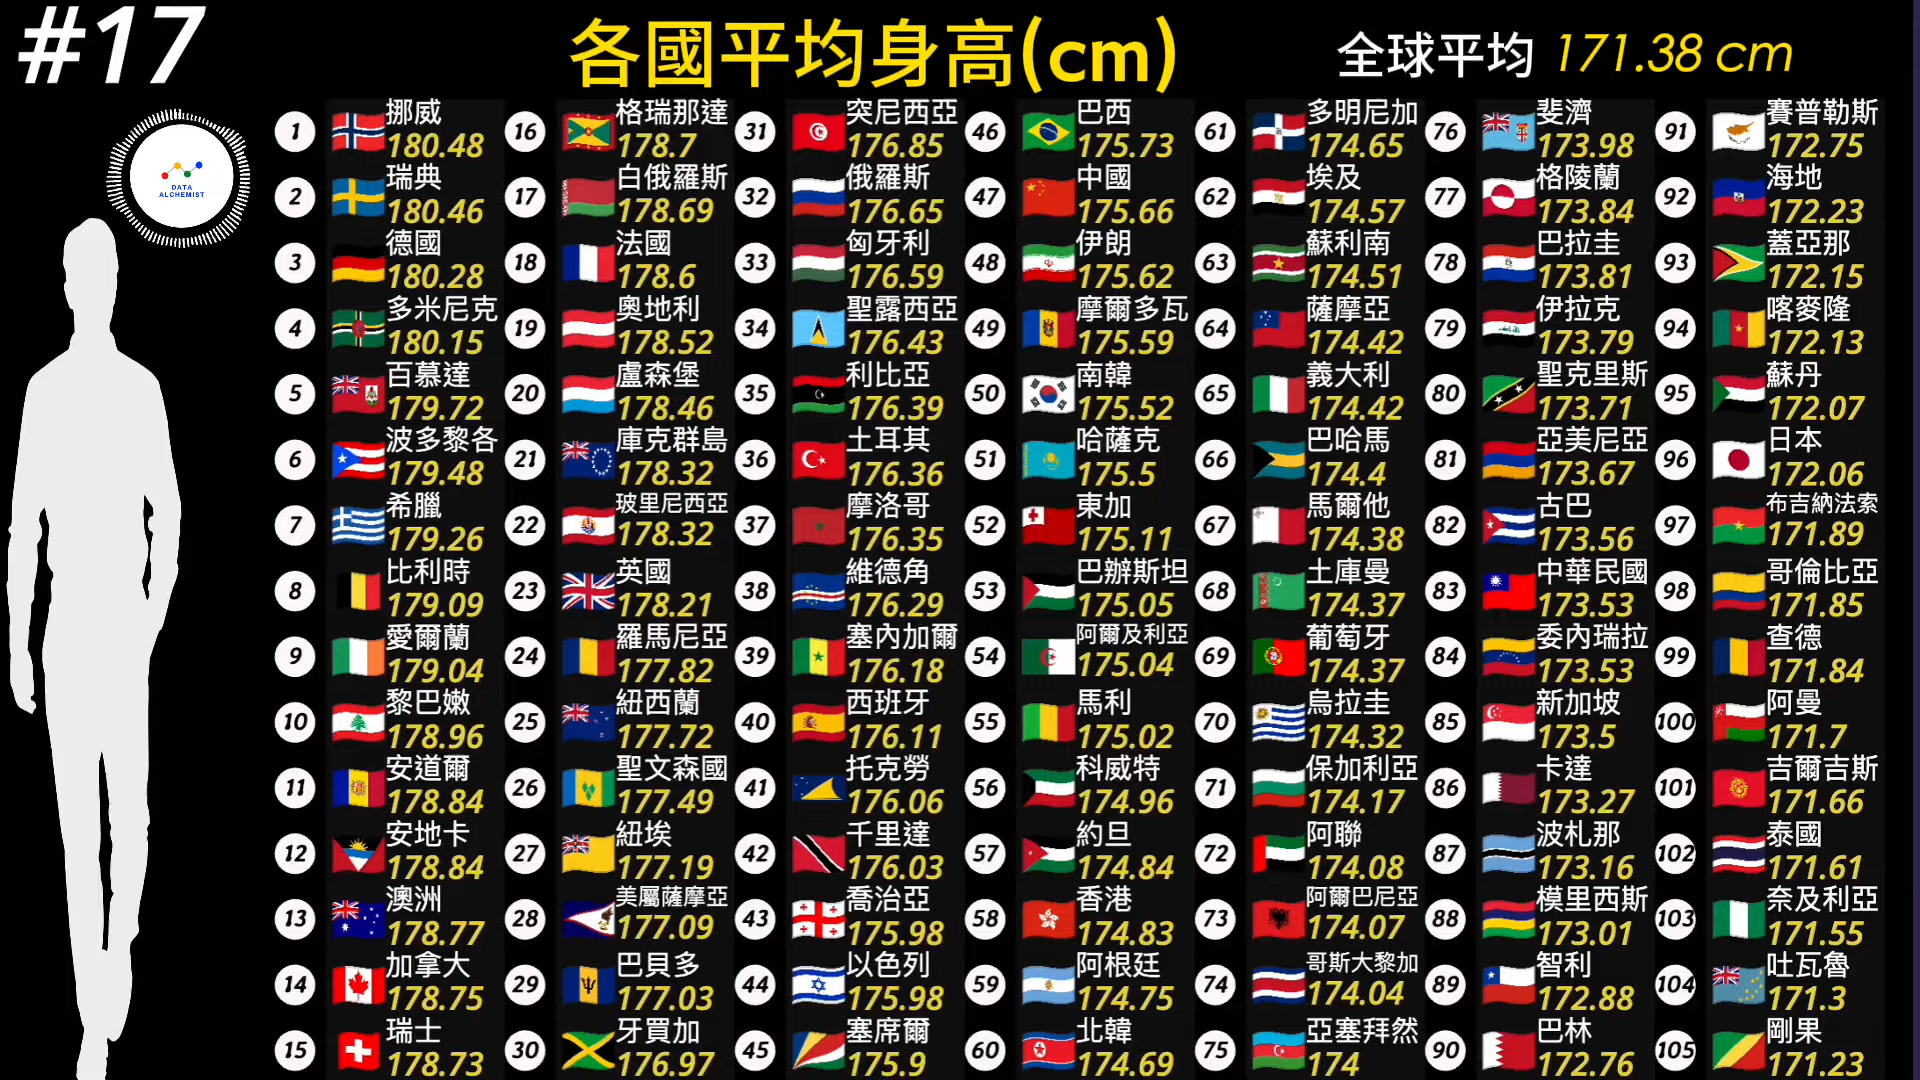 #17
各國平均身高(cm)
全球平均 171.38 cm
DATA
ALCHEMIST
1 挪威 180.48
2 瑞典 180.46
3 德國 180.28
4 多米尼克 180.15
5 百慕達 179.72
6 波多黎各 179.48
7 希臘 179.26
8 比利時 179.09
9 愛爾蘭 179.04
10 黎巴嫩 178.96
11 安道爾 178.84
12 安地卡 178.84
13 澳洲 178.77
14 加拿大 178.75
15 瑞士 178.73
16 格瑞那達 178.7
17 白俄羅斯 178.69
18 法國 178.6
19 奧地利 178.52
20 盧森堡 178.46
21 庫克群島 178.32
22 玻里尼西亞 178.32
23 英國 178.21
24 羅馬尼亞 177.82
25 紐西蘭 177.72
26 聖文森國 177.49
27 紐埃 177.19
28 美屬薩摩亞 177.09
29 巴貝多 177.03
30 牙買加 176.97
31 突尼西亞 176.85
32 俄羅斯 176.65
33 匈牙利 176.59
34 聖露西亞 176.43
35 利比亞 176.39
36 土耳其 176.36
37 摩洛哥 176.35
38 維德角 176.29
39 塞內加爾 176.18
40 西班牙 176.11
41 托克勞 176.06
42 千里達 176.03
43 喬治亞 175.98
44 以色列 175.98
45 塞席爾 175.9
46 巴西 175.73
47 中國 175.66
48 伊朗 175.62
49 摩爾多瓦 175.59
50 南韓 175.52
51 哈薩克 175.5
52 東加 175.11
53 巴勒斯坦 175.05
54 阿爾及利亞 175.04
55 馬利 175.02
56 科威特 174.96
57 約旦 174.84
58 香港 174.83
59 阿根廷 174.75
60 北韓 174.69
61 多明尼加 174.65
62 埃及 174.57
63 蘇利南 174.51
64 薩摩亞 174.42
65 義大利 174.42
66 巴哈馬 174.4
67 馬爾他 174.38
68 土庫曼 174.37
69 葡萄牙 174.37
70 烏拉圭 174.32
71 保加利亞 174.17
72 阿聯 174.08
73 阿爾巴尼亞 174.07
74 哥斯大黎加 174.04
75 亞塞拜然 174
76 斐濟 173.98
77 格陵蘭 173.84
78 巴拉圭 173.81
79 伊拉克 173.79
80 聖克里斯 173.71
81 亞美尼亞 173.67
82 古巴 173.56
83 中華民國 173.53
84 委內瑞拉 173.53
85 新加坡 173.5
86 卡達 173.27
87 波札那 173.16
88 模里西斯 173.01
89 智利 172.88
90 巴林 172.76
91 賽普勒斯 172.75
92 海地 172.23
93 蓋亞那 172.15
94 喀麥隆 172.13
95 蘇丹 172.07
96 日本 172.06
97 布吉納法索 171.89
98 哥倫比亞 171.85
99 查德 171.84
100 阿曼 171.7
101 吉爾吉斯 171.66
102 泰國 171.61
103 奈及利亞 171.55
104 吐瓦魯 171.3
105 剛果 171.23